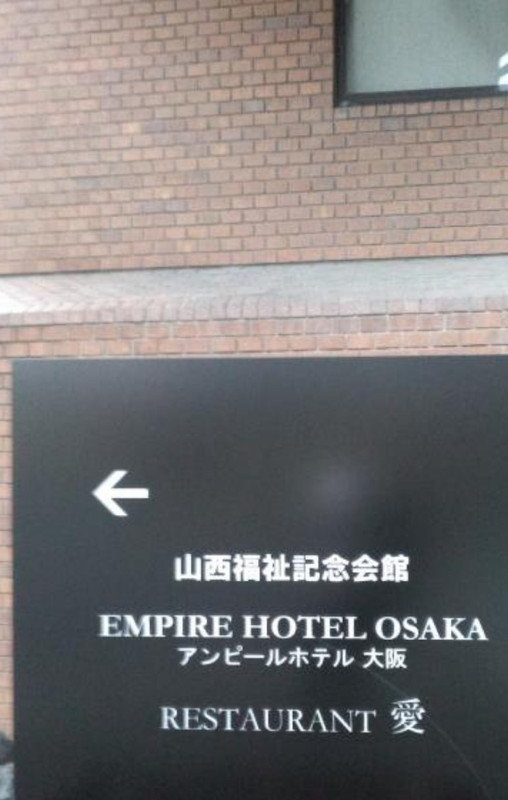 山西福祉記念会館
EMPIRE HOTEL OSAKA
アンピールホテル 大阪
RESTAURANT 愛